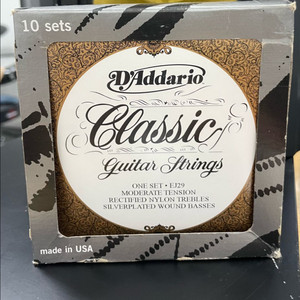 10 sets
D'Addario
Classic
Guitar Strings
ONE SET • EJ29
MODERATE TENSION
RECTIFIED NYLON TREBLES
SILVERPLATED WOUND BASSES
made in USA